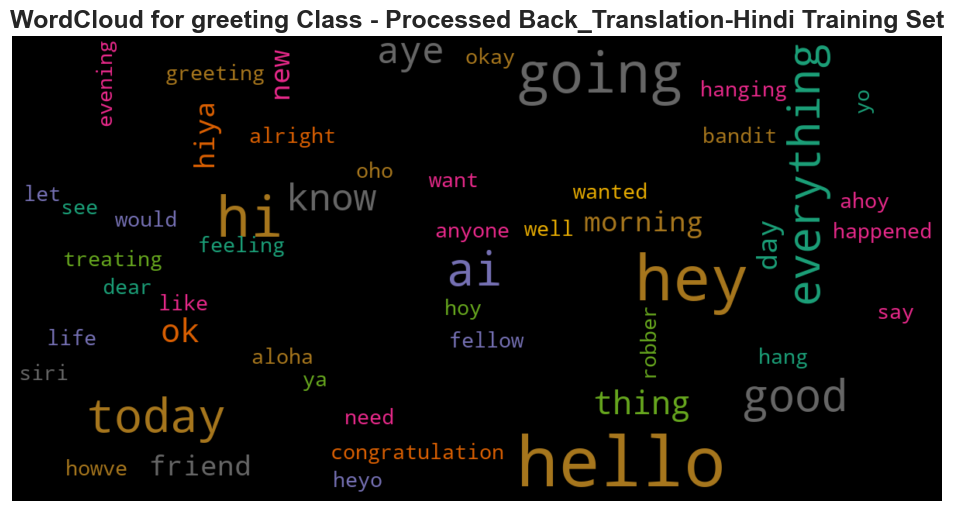 WordCloud for greeting Class - Processed Back_Translation-Hindi Training Set
evening
greeting
new
aye
okay
going
hanging
everything
yo
hiya
alright
bandit
oho
want
wanted
let
see
would
hi
know
anyone
well
morning
day
ahoy
happened
feeling
treating
dear
like
ai
hey
hoy
say
life
ok
fellow
robber
siri
aloha
ya
hang
today
need
thing
good
howve
friend
congratulation
heyo
hello